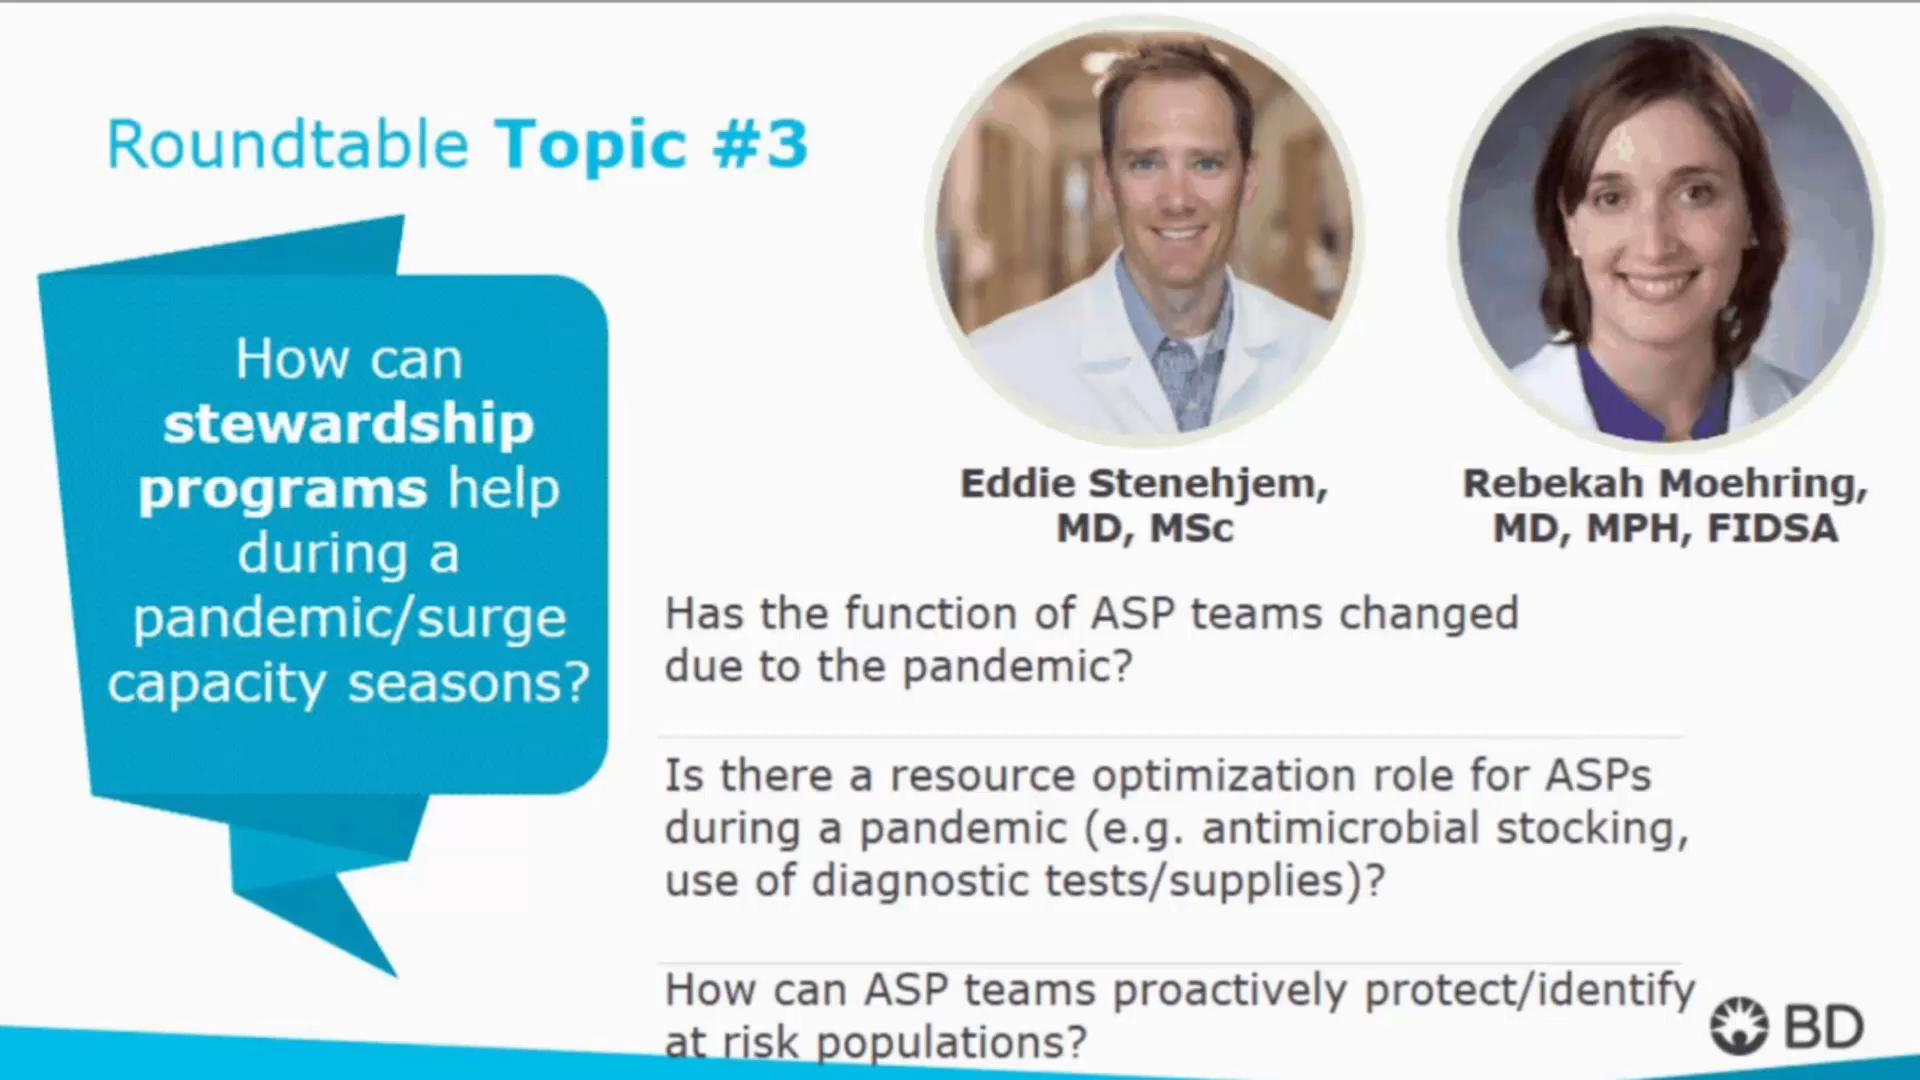 Roundtable Topic #3
How can
stewardship
programs help
during a
pandemic/surge
capacity seasons?
Eddie Stenehjem,
MD, MSc
Rebekah Moehring,
MD, MPH, FIDSA
Has the function of ASP teams changed
due to the pandemic?
Is there a resource optimization role for ASPs
during a pandemic (e.g. antimicrobial stocking,
use of diagnostic tests/supplies)?
How can ASP teams proactively protect/identify
at risk populations?
BD